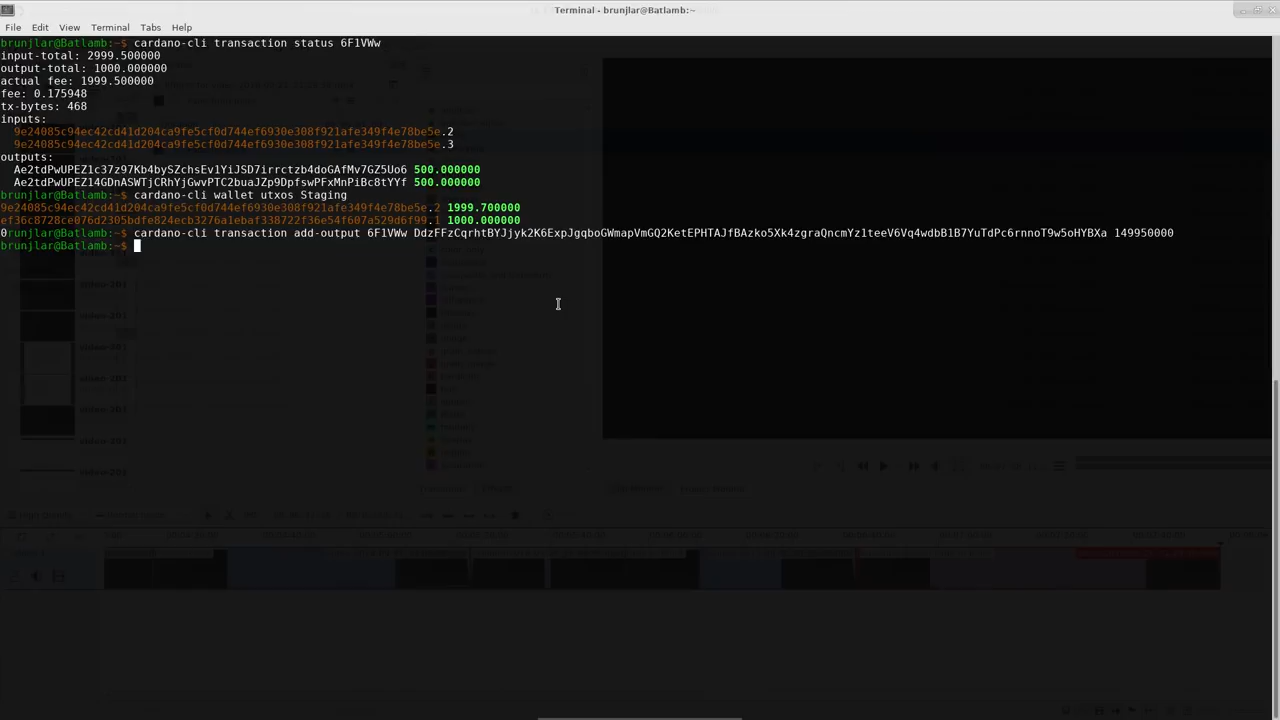 Terminal - brunjlar@Batlamb:~
File Edit View Terminal Tabs Help
brunjlar@Batlamb:~$ cardano-cli transaction status 6F1VWw
input-total: 2999.500000
output-total: 1000.000000
actual fee: 1999.500000
fee: 0.175948
tx-bytes: 468
inputs:
9e24085c94ec42cd41d204ca9fe5cf0d744ef6930e308f921afe349f4e78be5e.2
9e24085c94ec42cd41d204ca9fe5cf0d744ef6930e308f921afe349f4e78be5e.3
outputs:
Ae2tdPwUPEZ1c37z97Kb4bySZchsEv1YiJSD7irrctzb4doGAfMv7GZ5Uo6 500.000000
Ae2tdPwUPEZ14GDnASWTjCRhYjGwvPTC2buaJZp9DpfswPFxMnPiBc8tYYf 500.000000
brunjlar@Batlamb:~$ cardano-cli wallet utxos Staging
9e24085c94ec42cd41d204ca9fe5cf0d744ef6930e308f921afe349f4e78be5e.2 1999.700000
ef36c8728ce076d2305bdfe824ecb3276a1ebaf338722f36e54f607a529d6f99.1 1000.000000
0runjlar@Batlamb:~$ cardano-cli transaction add-output 6F1VWw DdzFFzCqrhtBYJjyk2K6ExpJgqboGWmapVmGQ2KetEPHTAJfBAzko5Xk4zgraQncmYz1teeV6Vq4wdbB1B7YuTdPc6rnnoT9w5oHYBXa 149950000
brunjlar@Batlamb:~$